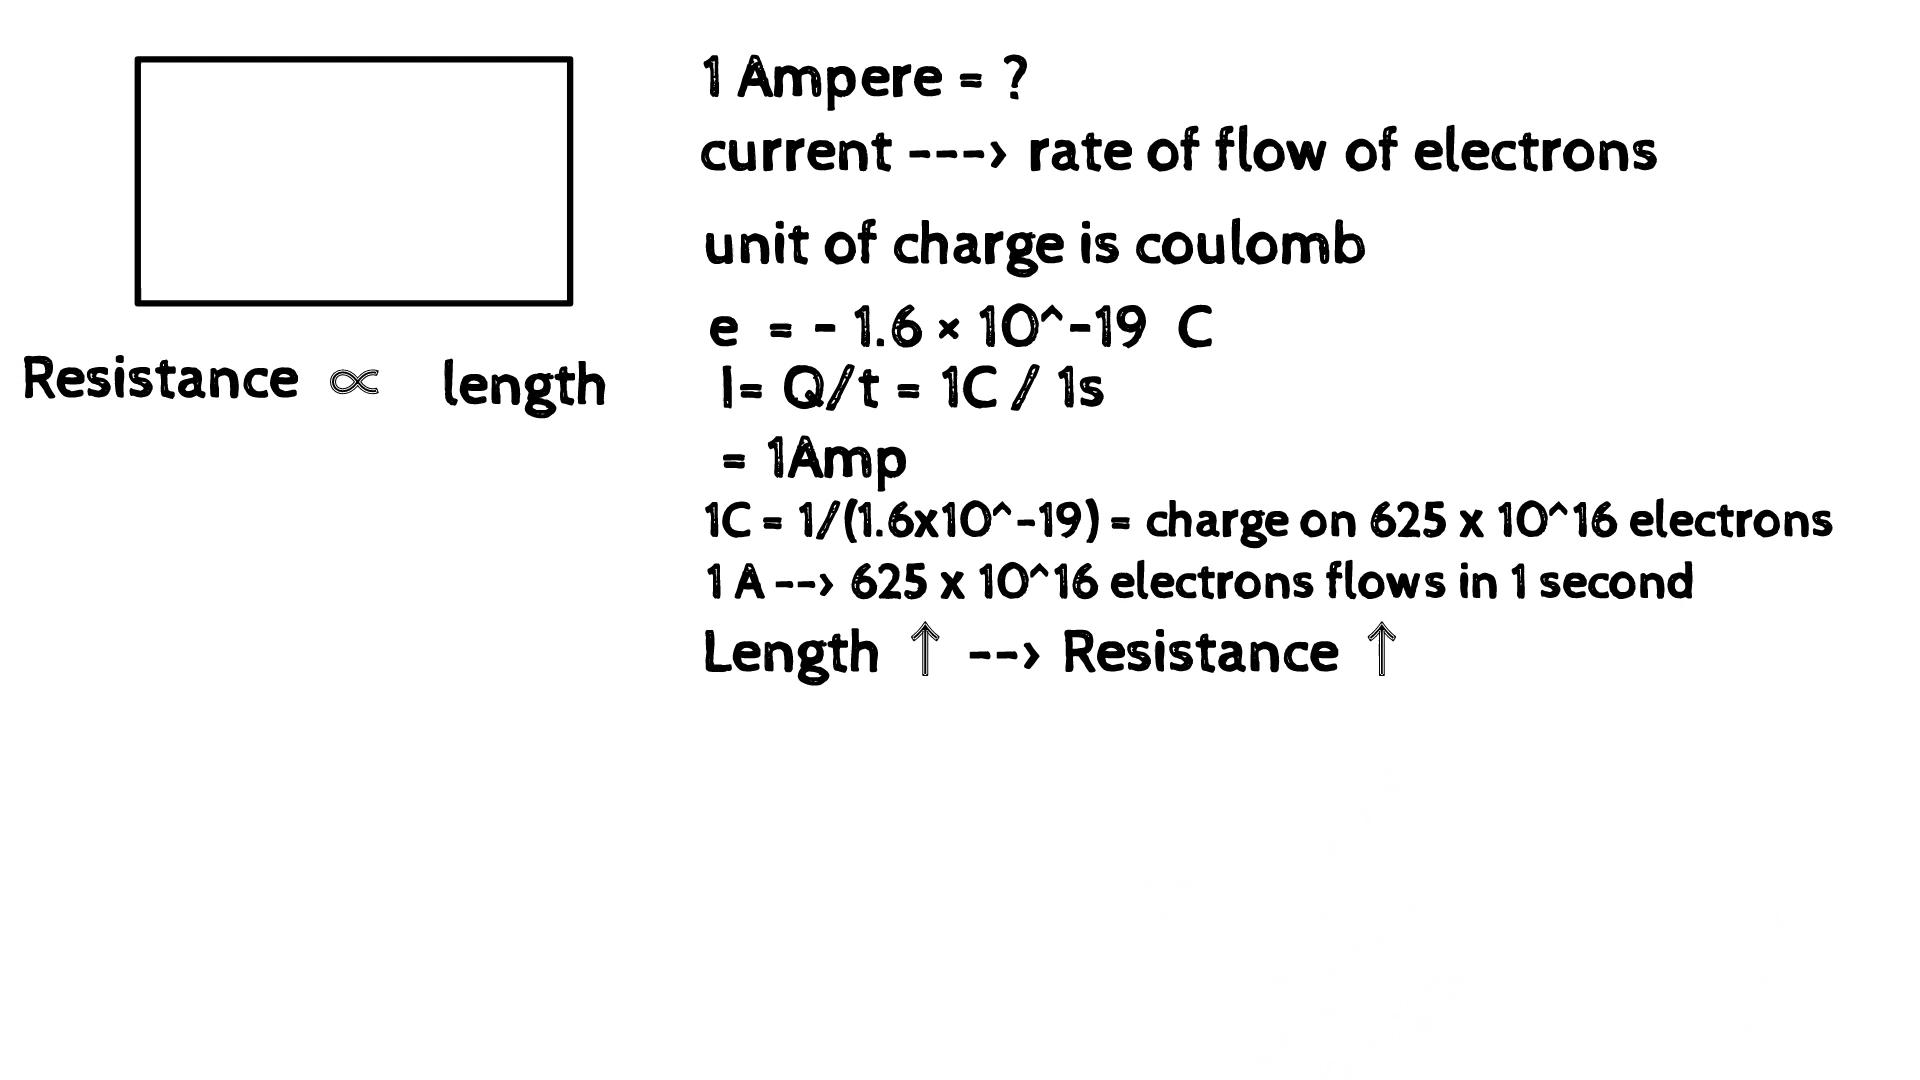 1 Ampere = ?
current ---> rate of flow of electrons
unit of charge is coulomb
e = - 1.6 × 10^-19 C
I= Q/t = 1C / 1s
= 1Amp
1C = 1/(1.6x10^-19) = charge on 625 x 10^16 electrons
1 A --> 625 x 10^16 electrons flows in 1 second
Length ↑ --> Resistance ↑
Resistance ∝ length